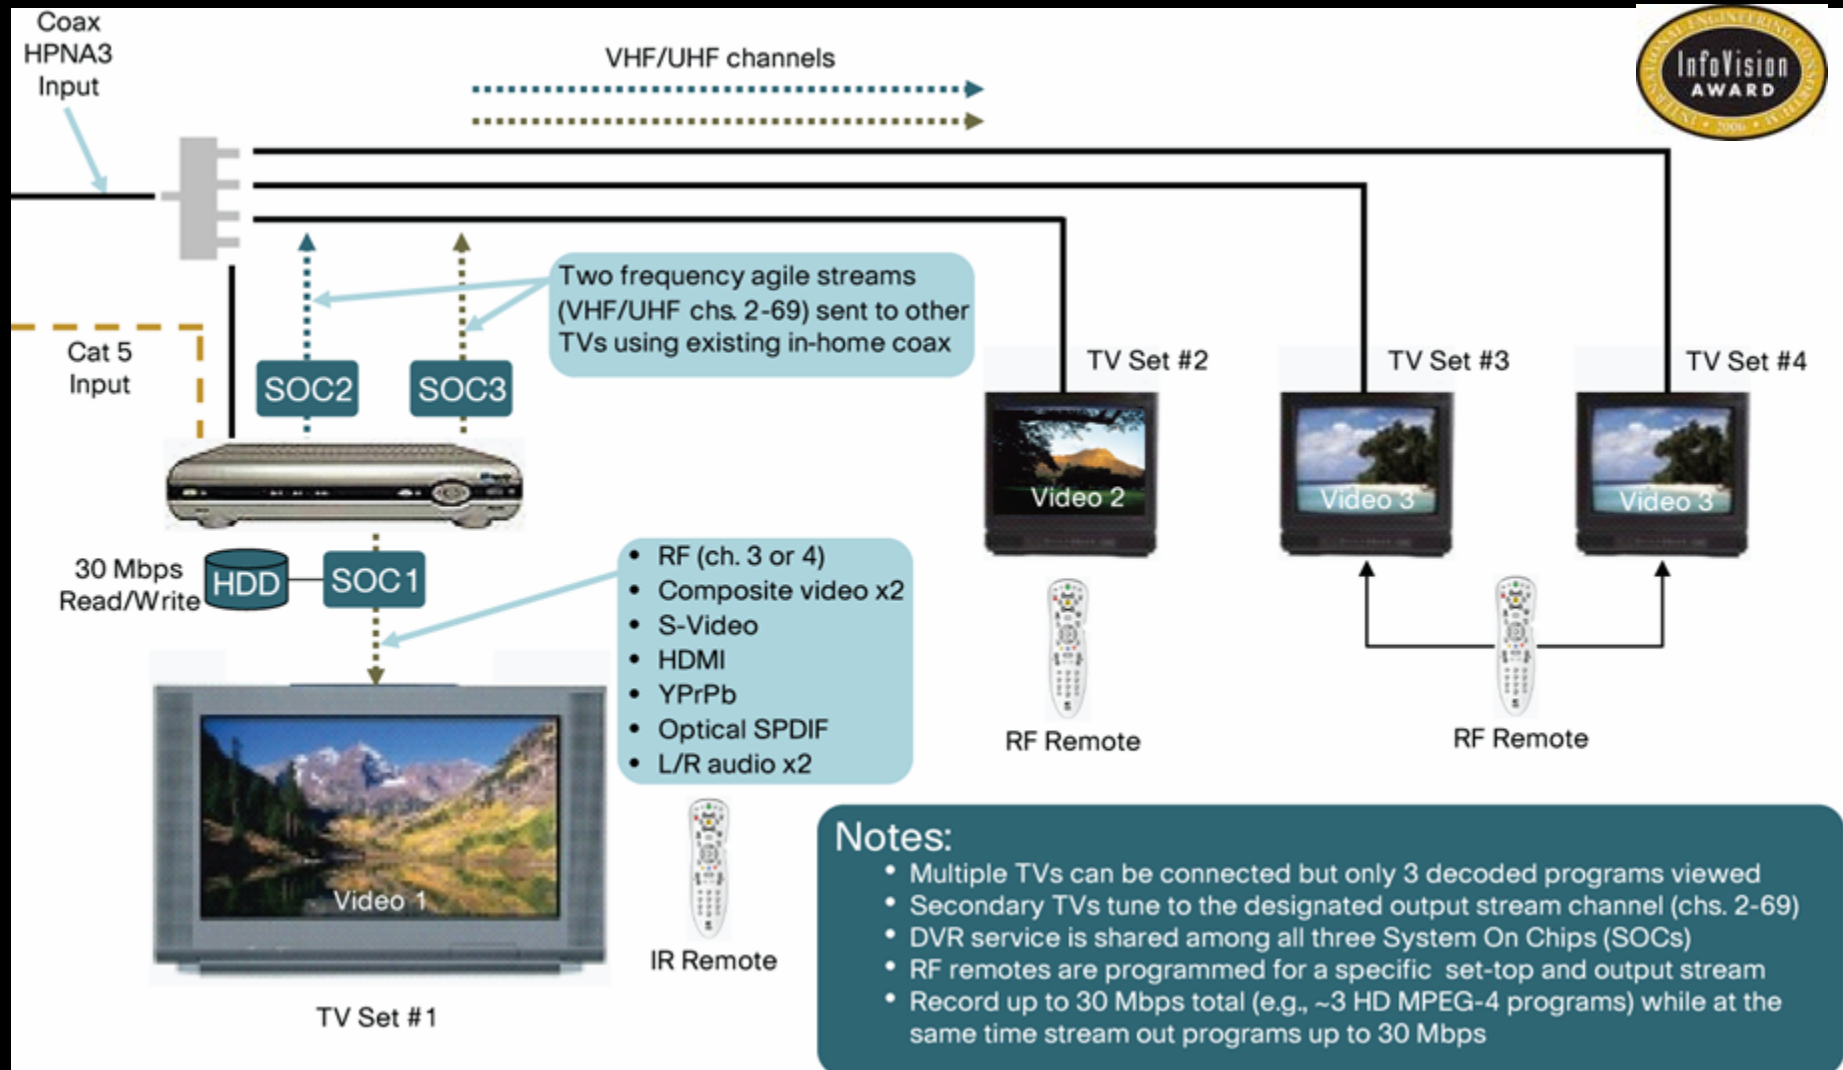 Coax
HPNA3
Input
VHF/UHF channels
INTERNATIONAL ENGINEERING CONSORTIUM
InfoVision
AWARD
2006
Two frequency agile streams
(VHF/UHF chs. 2-69) sent to other
TVs using existing in-home coax
Cat 5
Input
SOC2
SOC3
TV Set #2
TV Set #3
TV Set #4
Video 2
Video 3
Video 3
30 Mbps
Read/Write
HDD
SOC1
• RF (ch. 3 or 4)
• Composite video x2
• S-Video
• HDMI
• YPrPb
• Optical SPDIF
• L/R audio x2
RF Remote
RF Remote
Video 1
IR Remote
TV Set #1
Notes:
• Multiple TVs can be connected but only 3 decoded programs viewed
• Secondary TVs tune to the designated output stream channel (chs. 2-69)
• DVR service is shared among all three System On Chips (SOCs)
• RF remotes are programmed for a specific set-top and output stream
• Record up to 30 Mbps total (e.g., ~3 HD MPEG-4 programs) while at the
same time stream out programs up to 30 Mbps